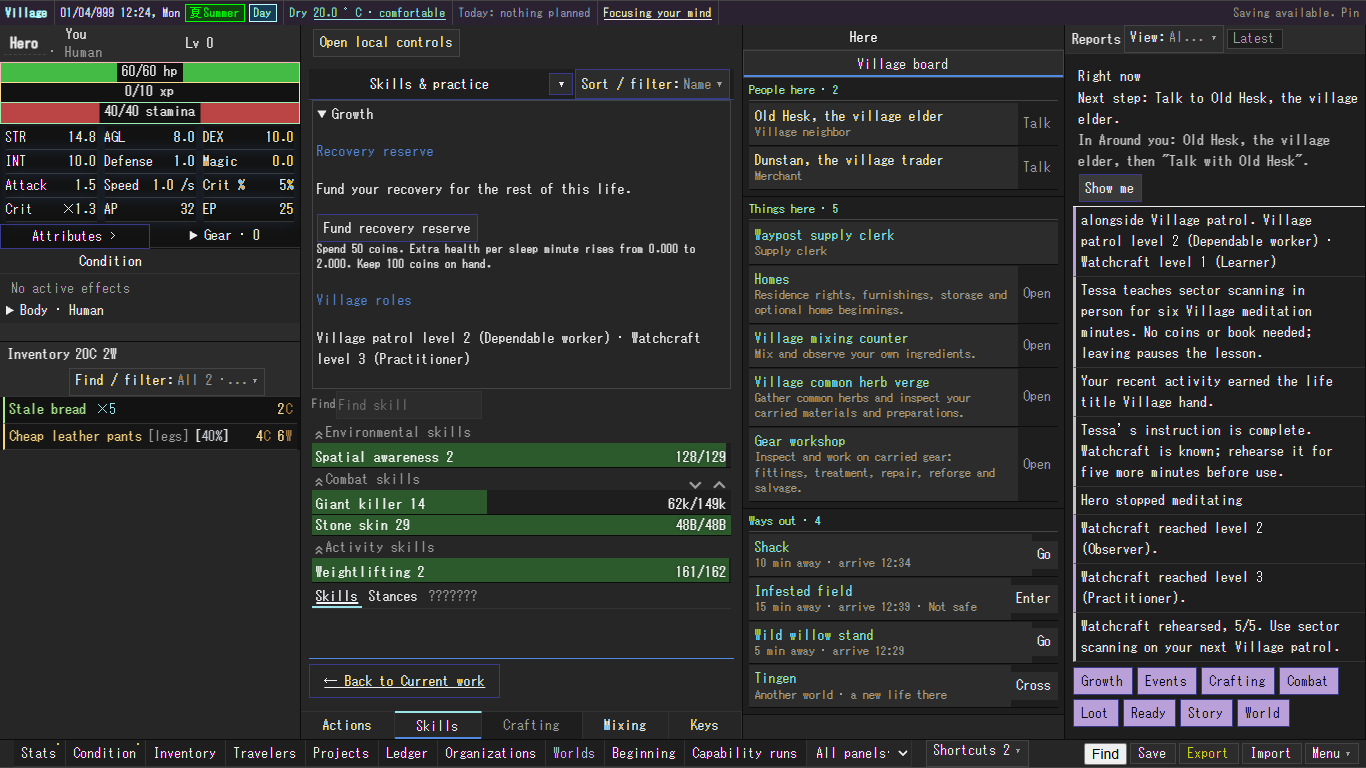 Village
01/04/999 12:24, Mon
夏Summer
Day
Dry 20.0 ° C · comfortable
Today: nothing planned
Focusing your mind
Saving available. Pin
Hero · You
Human
Lv 0
60/60 hp
0/10 xp
40/40 stamina
STR 14.8 AGL 8.0 DEX 10.0
INT 10.0 Defense 1.0 Magic 0.0
Attack 1.5 Speed 1.0 /s Crit % 5%
Crit ×1.3 AP 32 EP 25
Attributes >
▶ Gear · 0
Condition
No active effects
▶ Body · Human
Inventory 20C 2W
Find / filter: All 2 ·... ▾
Stale bread ×5 2C
Cheap leather pants [legs] [40%] 4C 6W
Open local controls
Skills & practice
▾
Sort / filter: Name ▾
▼ Growth
Recovery reserve
Fund your recovery for the rest of this life.
Fund recovery reserve
Spend 50 coins. Extra health per sleep minute rises from 0.000 to
2.000. Keep 100 coins on hand.
Village roles
Village patrol level 2 (Dependable worker) · Watchcraft
level 3 (Practitioner)
Find Find skill
Environmental skills
Spatial awareness 2 128/129
Combat skills
Giant killer 14 62k/149k
Stone skin 29 48B/48B
Activity skills
Weightlifting 2 161/162
Skills Stances ???????
← Back to Current work
Actions
Skills
Crafting
Mixing
Keys
Here
Village board
People here · 2
Old Hesk, the village elder
Village neighbor
Talk
Dunstan, the village trader
Merchant
Talk
Things here · 5
Waypost supply clerk
Supply clerk
Homes
Residence rights, furnishings, storage and
optional home beginnings.
Open
Village mixing counter
Mix and observe your own ingredients.
Open
Village common herb verge
Gather common herbs and inspect your
carried materials and preparations.
Open
Gear workshop
Inspect and work on carried gear:
fittings, treatment, repair, reforge and
salvage.
Open
Ways out · 4
Shack
10 min away · arrive 12:34
Go
Infested field
15 min away · arrive 12:39 · Not safe
Enter
Wild willow stand
5 min away · arrive 12:29
Go
Tingen
Another world · a new life there
Cross
Reports
View: Al... ▾
Latest
Right now
Next step: Talk to Old Hesk, the village
elder.
In Around you: Old Hesk, the village
elder, then "Talk with Old Hesk".
Show me
alongside Village patrol. Village
patrol level 2 (Dependable worker) ·
Watchcraft level 1 (Learner)
Tessa teaches sector scanning in
person for six Village meditation
minutes. No coins or book needed;
leaving pauses the lesson.
Your recent activity earned the life
title Village hand.
Tessa's instruction is complete.
Watchcraft is known; rehearse it for
five more minutes before use.
Hero stopped meditating
Watchcraft reached level 2
(Observer).
Watchcraft reached level 3
(Practitioner).
Watchcraft rehearsed, 5/5. Use sector
scanning on your next Village patrol.
Growth
Events
Crafting
Combat
Loot
Ready
Story
World
Stats
Condition
Inventory
Travelers
Projects
Ledger
Organizations
Worlds
Beginning
Capability runs
All panels·
Shortcuts 2 ▾
Find
Save
Export
Import
Menu ▾